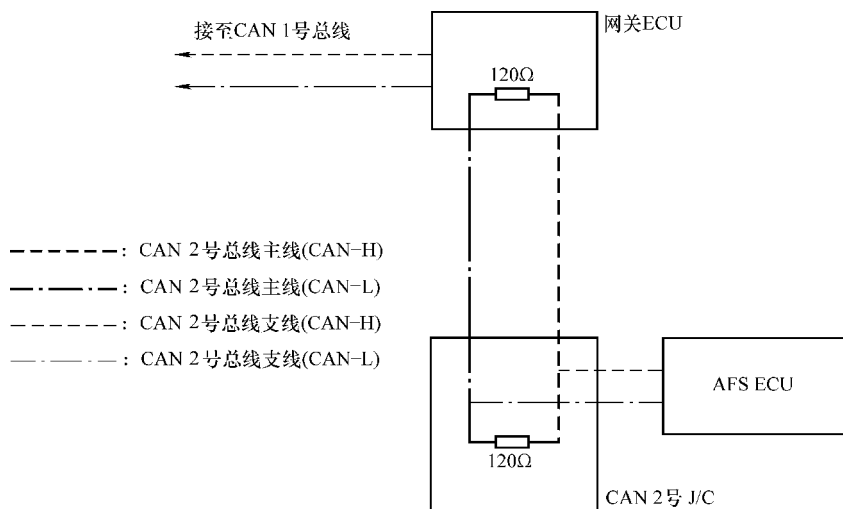 接至CAN 1号总线
网关ECU
120Ω
CAN 2号总线主线(CAN-H)
CAN 2号总线主线(CAN-L)
CAN 2号总线支线(CAN-H)
CAN 2号总线支线(CAN-L)
AFS ECU
120Ω
CAN 2号 J/C